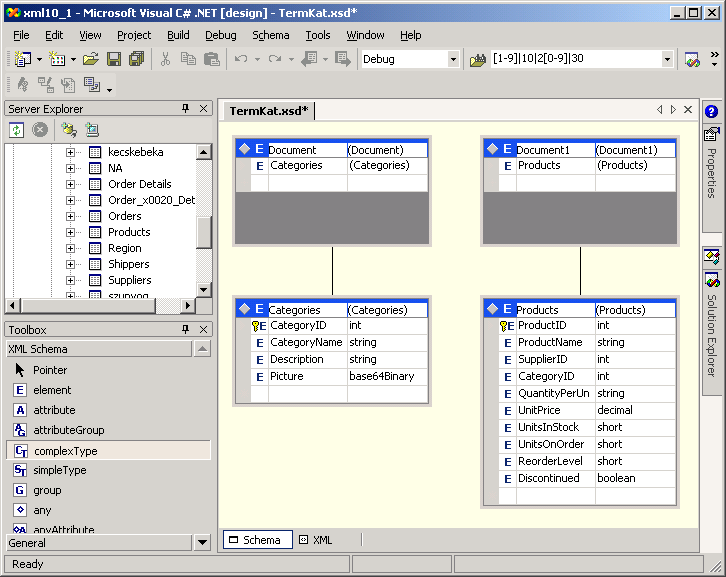 xml10_1 - Microsoft Visual C# .NET [design] - TermKat.xsd*
File Edit View Project Build Debug Schema Tools Window Help
Debug [1-9]|10|2[0-9]|30
Server Explorer
kecskebeka
NA
Order Details
Order_x0020_Det
Orders
Products
Region
Shippers
Suppliers
szunyog
Toolbox
XML Schema
Pointer
E element
A attribute
AG attributeGroup
CT complexType
ST simpleType
G group
any
anyAttribute
General
TermKat.xsd*
E Document (Document)
E Categories (Categories)
E Document1 (Document1)
E Products (Products)
E Categories (Categories)
E CategoryID int
E CategoryName string
E Description string
E Picture base64Binary
E Products (Products)
E ProductID int
E ProductName string
E SupplierID int
E CategoryID int
E QuantityPerUn string
E UnitPrice decimal
E UnitsInStock short
E UnitsOnOrder short
E ReorderLevel short
E Discontinued boolean
Schema XML
Properties
Solution Explorer
Ready